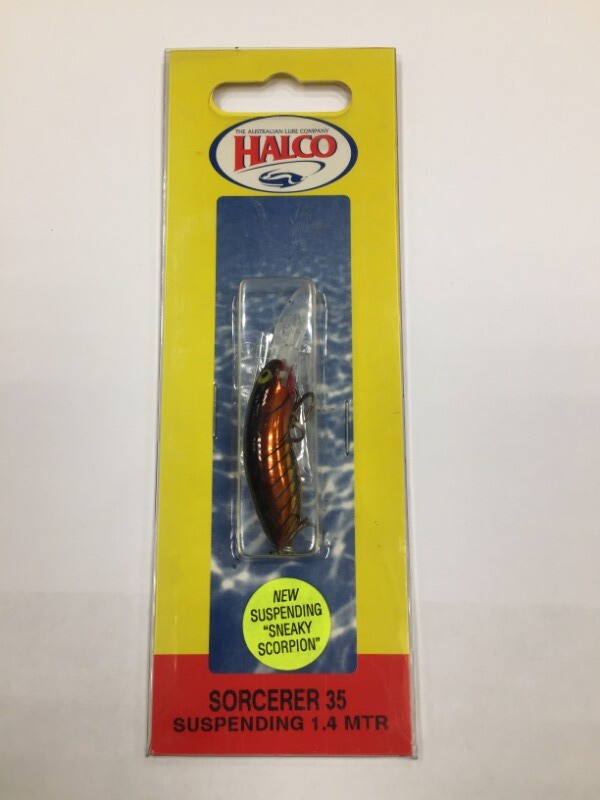 THE AUSTRALIAN LURE COMPANY
HALCO
NEW
SUSPENDING
"SNEAKY
SCORPION"
SORCERER 35
SUSPENDING 1.4 MTR